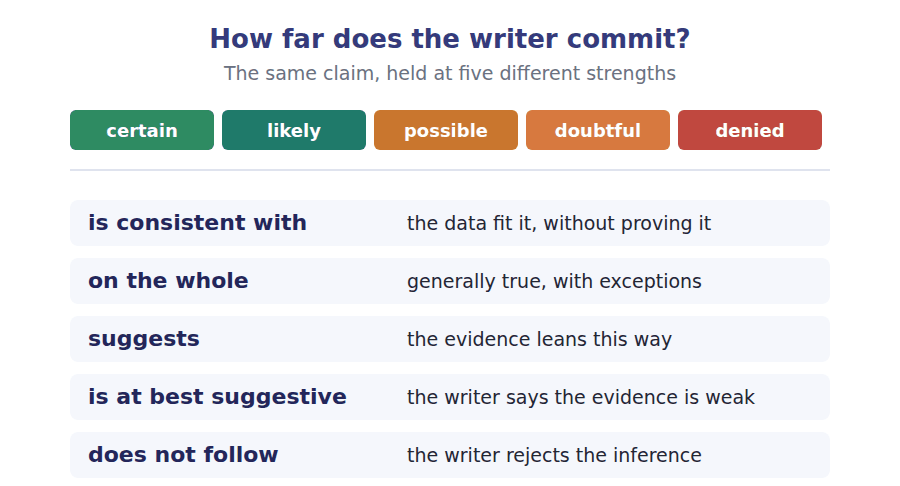 How far does the writer commit?
The same claim, held at five different strengths
certain likely possible doubtful denied
is consistent with the data fit it, without proving it
on the whole generally true, with exceptions
suggests the evidence leans this way
is at best suggestive the writer says the evidence is weak
does not follow the writer rejects the inference